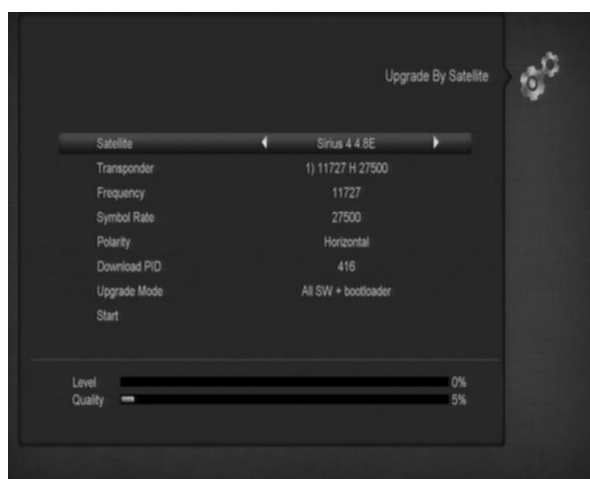 Upgrade By Satellite
Satellite Sirius 4 4.8E
Transponder 1) 11727 H 27500
Frequency 11727
Symbol Rate 27500
Polarity Horizontal
Download PID 416
Upgrade Mode All SW + bootloader
Start
Level 0%
Quality 5%